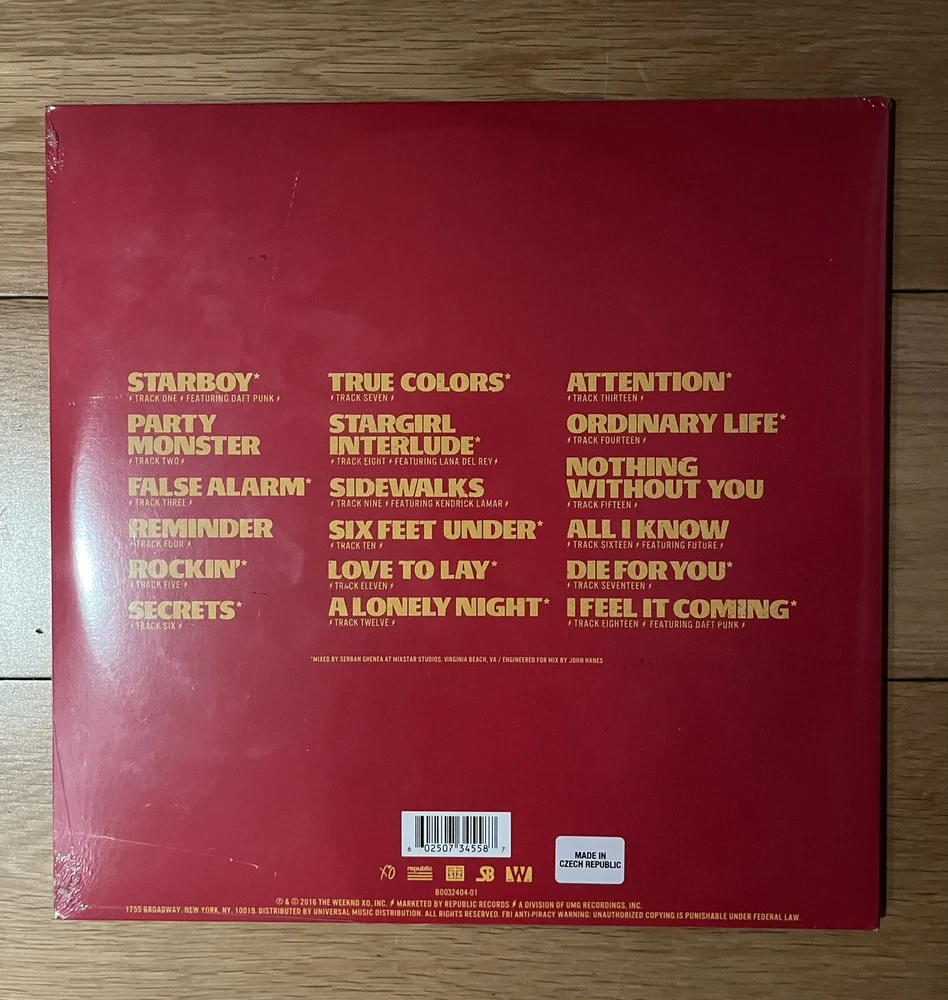 STARBOY*
TRACK ONE FEATURING DAFT PUNK
PARTY
MONSTER
TRACK TWO
FALSE ALARM*
TRACK THREE
REMINDER
TRACK FOUR
ROCKIN'*
TRACK FIVE
SECRETS*
TRACK SIX
TRUE COLORS*
TRACK SEVEN
STARGIRL
INTERLUDE*
TRACK EIGHT FEATURING LANA DEL REY
SIDEWALKS
TRACK NINE FEATURING KENDRICK LAMAR
SIX FEET UNDER*
TRACK TEN
LOVE TO LAY*
TRACK ELEVEN
A LONELY NIGHT*
TRACK TWELVE
ATTENTION*
TRACK THIRTEEN
ORDINARY LIFE*
TRACK FOURTEEN
NOTHING
WITHOUT YOU
TRACK FIFTEEN
ALL I KNOW
TRACK SIXTEEN FEATURING FUTURE
DIE FOR YOU*
TRACK SEVENTEEN
I FEEL IT COMING*
TRACK EIGHTEEN FEATURING DAFT PUNK
*MIXED BY SERBAN GHENEA AT MIXSTAR STUDIOS, VIRGINIA BEACH, VA / ENGINEERED FOR MIX BY JOHN HANES
6 02507 34558 7
XO
republic
SB
W
MADE IN
CZECH REPUBLIC
B0032404-01
℗ & © 2016 THE WEEKND XO, INC. MARKETED BY REPUBLIC RECORDS A DIVISION OF UMG RECORDINGS, INC.
1755 BROADWAY, NEW YORK, NY, 10019. DISTRIBUTED BY UNIVERSAL MUSIC DISTRIBUTION. ALL RIGHTS RESERVED. FBI ANTI-PIRACY WARNING: UNAUTHORIZED COPYING IS PUNISHABLE UNDER FEDERAL LAW.